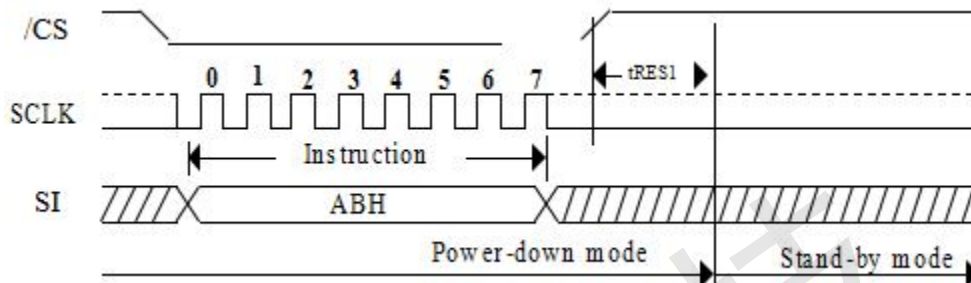 /CS
0 1 2 3 4 5 6 7
tRES1
SCLK
Instruction
SI
ABH
Power-down mode
Stand-by mode